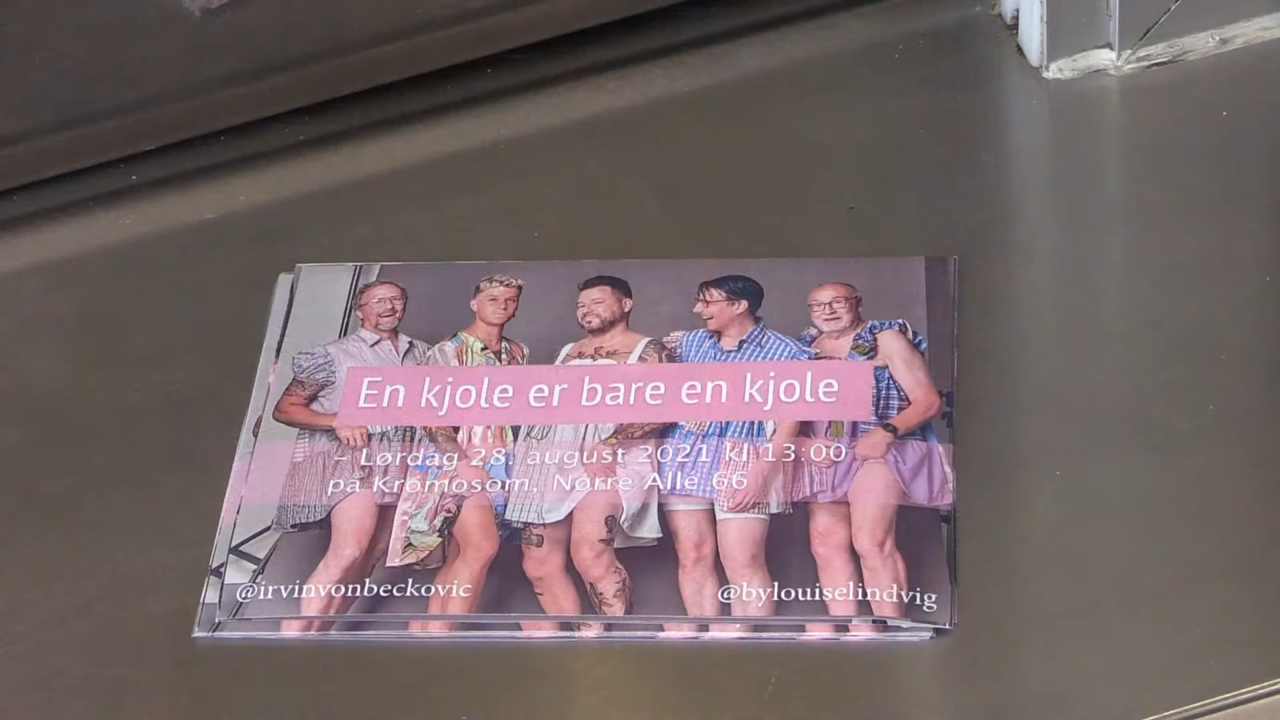 En kjole er bare en kjole
- Lørdag 28. august 2021 kl 13:00
på Kromosom, Nørre Alle 66
@irvinvonbeckovic
@bylouiselindvig